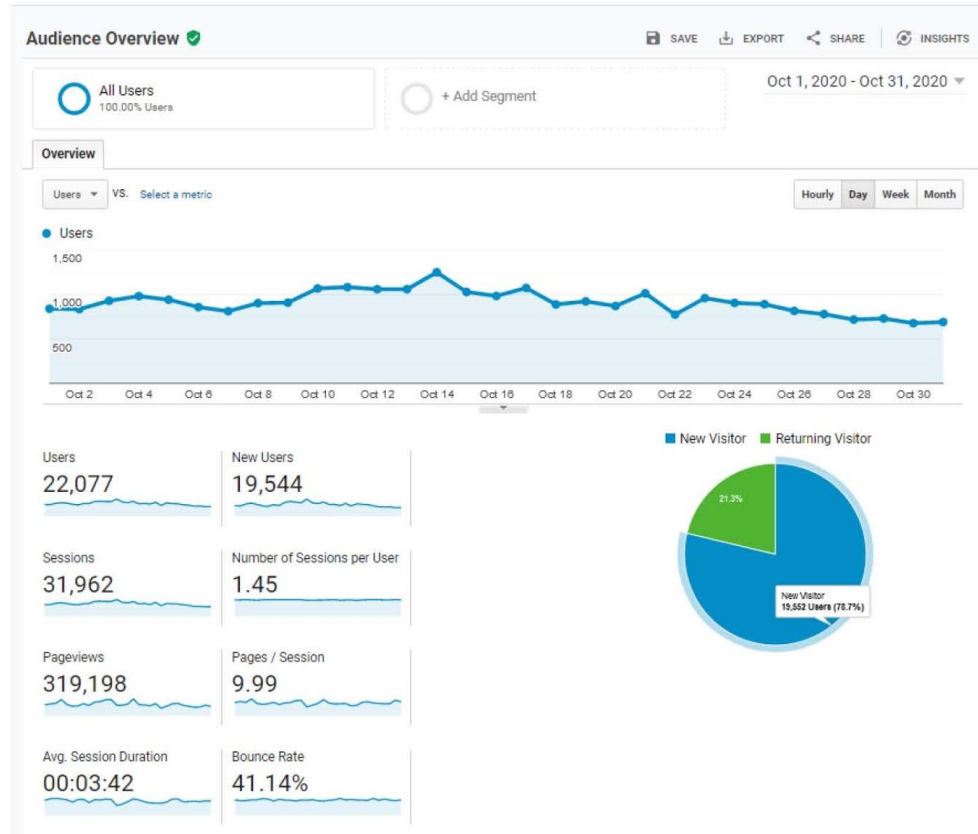 Audience Overview
SAVE
EXPORT
SHARE
INSIGHTS
All Users
100.00% Users
+ Add Segment
Oct 1, 2020 - Oct 31, 2020
Overview
Users
VS.
Select a metric
Hourly
Day
Week
Month
Users
1,500
1,000
500
Oct 2
Oct 4
Oct 6
Oct 8
Oct 10
Oct 12
Oct 14
Oct 16
Oct 18
Oct 20
Oct 22
Oct 24
Oct 26
Oct 28
Oct 30
New Visitor
Returning Visitor
Users
22,077
New Users
19,544
Sessions
31,962
Number of Sessions per User
1.45
Pageviews
319,198
Pages / Session
9.99
Avg. Session Duration
00:03:42
Bounce Rate
41.14%
21.3%
New Visitor
19,552 Users (78.7%)